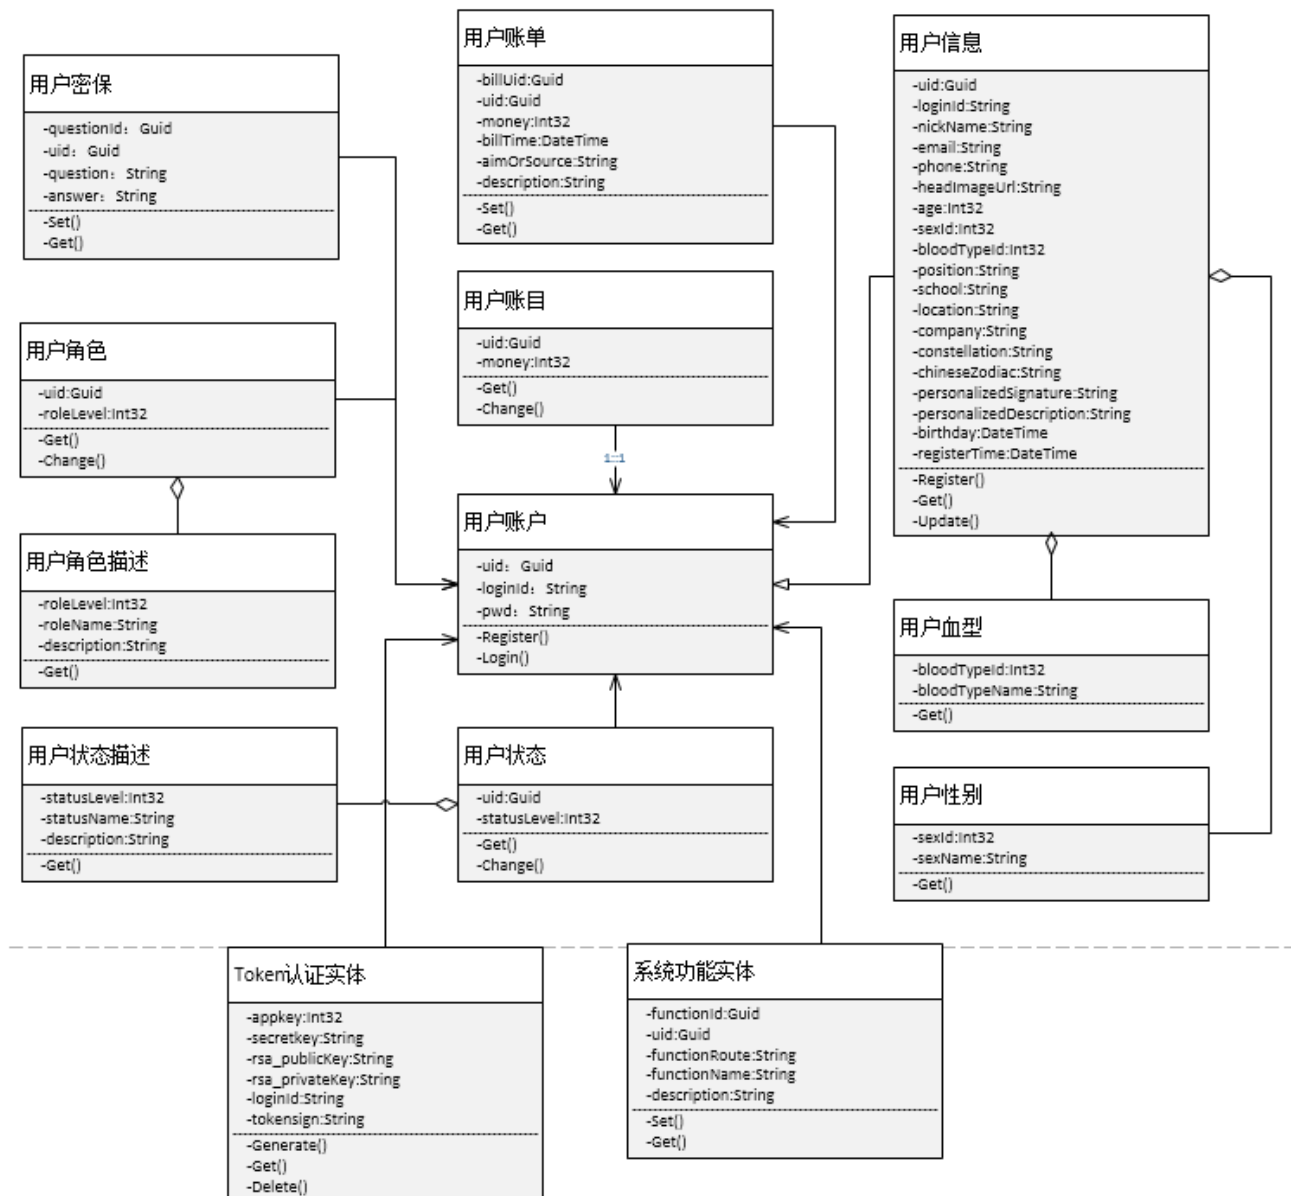 用户密保
-questionId：Guid
-uid：Guid
-question：String
-answer：String
-Set()
-Get()
用户角色
-uid:Guid
-roleLevel:Int32
-Get()
-Change()
用户角色描述
-roleLevel:Int32
-roleName:String
-description:String
-Get()
用户状态描述
-statusLevel:Int32
-statusName:String
-description:String
-Get()
用户账单
-billUid:Guid
-uid:Guid
-money:Int32
-billTime:DateTime
-aimOrSource:String
-description:String
-Set()
-Get()
用户账目
-uid:Guid
-money:Int32
-Get()
-Change()
1::1
用户账户
-uid：Guid
-loginId：String
-pwd：String
-Register()
-Login()
用户状态
-uid:Guid
-statusLevel:Int32
-Get()
-Change()
用户信息
-uid:Guid
-loginId:String
-nickName:String
-email:String
-phone:String
-headImageUrl:String
-age:Int32
-sexId:Int32
-bloodTypeId:Int32
-position:String
-school:String
-location:String
-company:String
-constellation:String
-chineseZodiac:String
-personalizedSignature:String
-personalizedDescription:String
-birthday:DateTime
-registerTime:DateTime
-Register()
-Get()
-Update()
用户血型
-bloodTypeId:Int32
-bloodTypeName:String
-Get()
用户性别
-sexId:Int32
-sexName:String
-Get()
Token认证实体
-appkey:Int32
-secretkey:String
-rsa_publicKey:String
-rsa_privateKey:String
-loginId:String
-tokensign:String
-Generate()
-Get()
-Delete()
系统功能实体
-functionId:Guid
-uid:Guid
-functionRoute:String
-functionName:String
-description:String
-Set()
-Get()